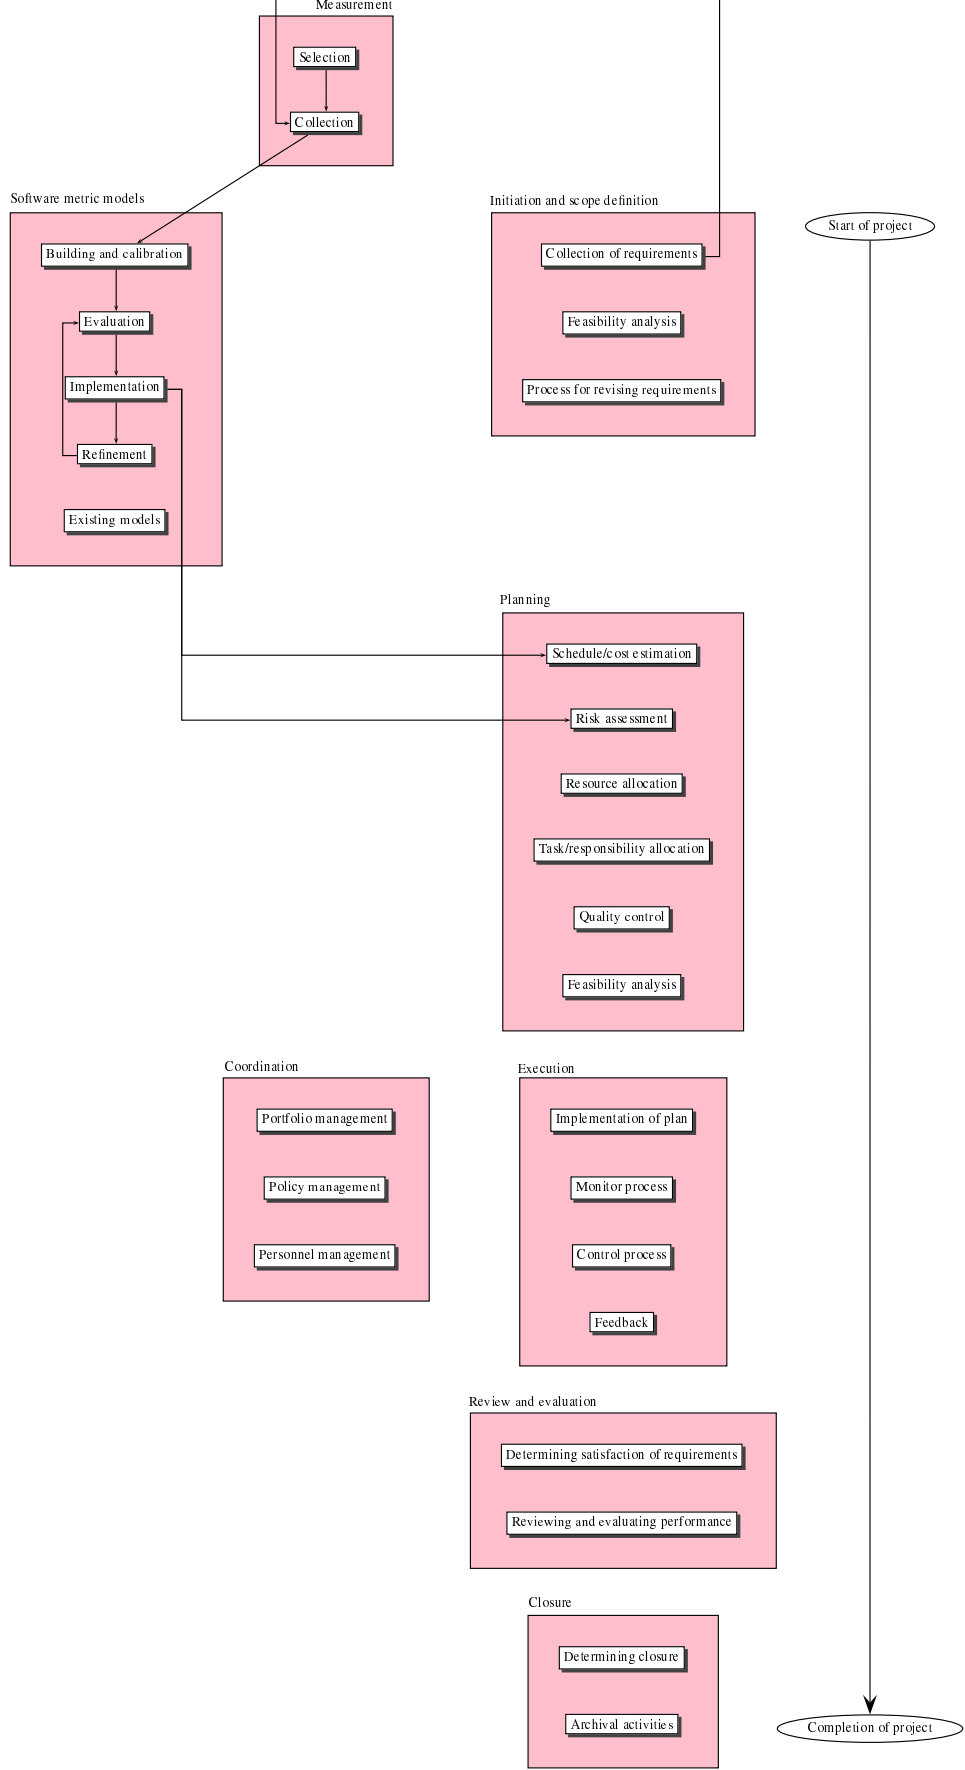 Measurement
Selection
Collection
Software metric models
Building and calibration
Evaluation
Implementation
Refinement
Existing models
Initiation and scope definition
Collection of requirements
Feasibility analysis
Process for revising requirements
Start of project
Planning
Schedule/cost estimation
Risk assessment
Resource allocation
Task/responsibility allocation
Quality control
Feasibility analysis
Coordination
Portfolio management
Policy management
Personnel management
Execution
Implementation of plan
Monitor process
Control process
Feedback
Review and evaluation
Determining satisfaction of requirements
Reviewing and evaluating performance
Closure
Determining closure
Archival activities
Completion of project